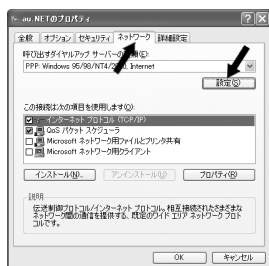 au.NETのプロパティ
全般 オプション セキュリティ ネットワーク 詳細設定
呼び出すダイヤルアップ サーバーの種類(E):
PPP: Windows 95/98/NT4/2000, Internet
設定(S)
この接続は次の項目を使用します(O):
インターネット プロトコル (TCP/IP)
QoS パケット スケジューラ
Microsoft ネットワーク用ファイルとプリンタ共有
Microsoft ネットワーク用クライアント
インストール(N)... アンインストール(U) プロパティ(R)
説明
伝送制御プロトコル/インターネット プロトコル。相互接続されたさまざまな
ネットワーク間の通信を提供する、既定のワイド エリア ネットワーク プロト
コルです。
OK キャンセル